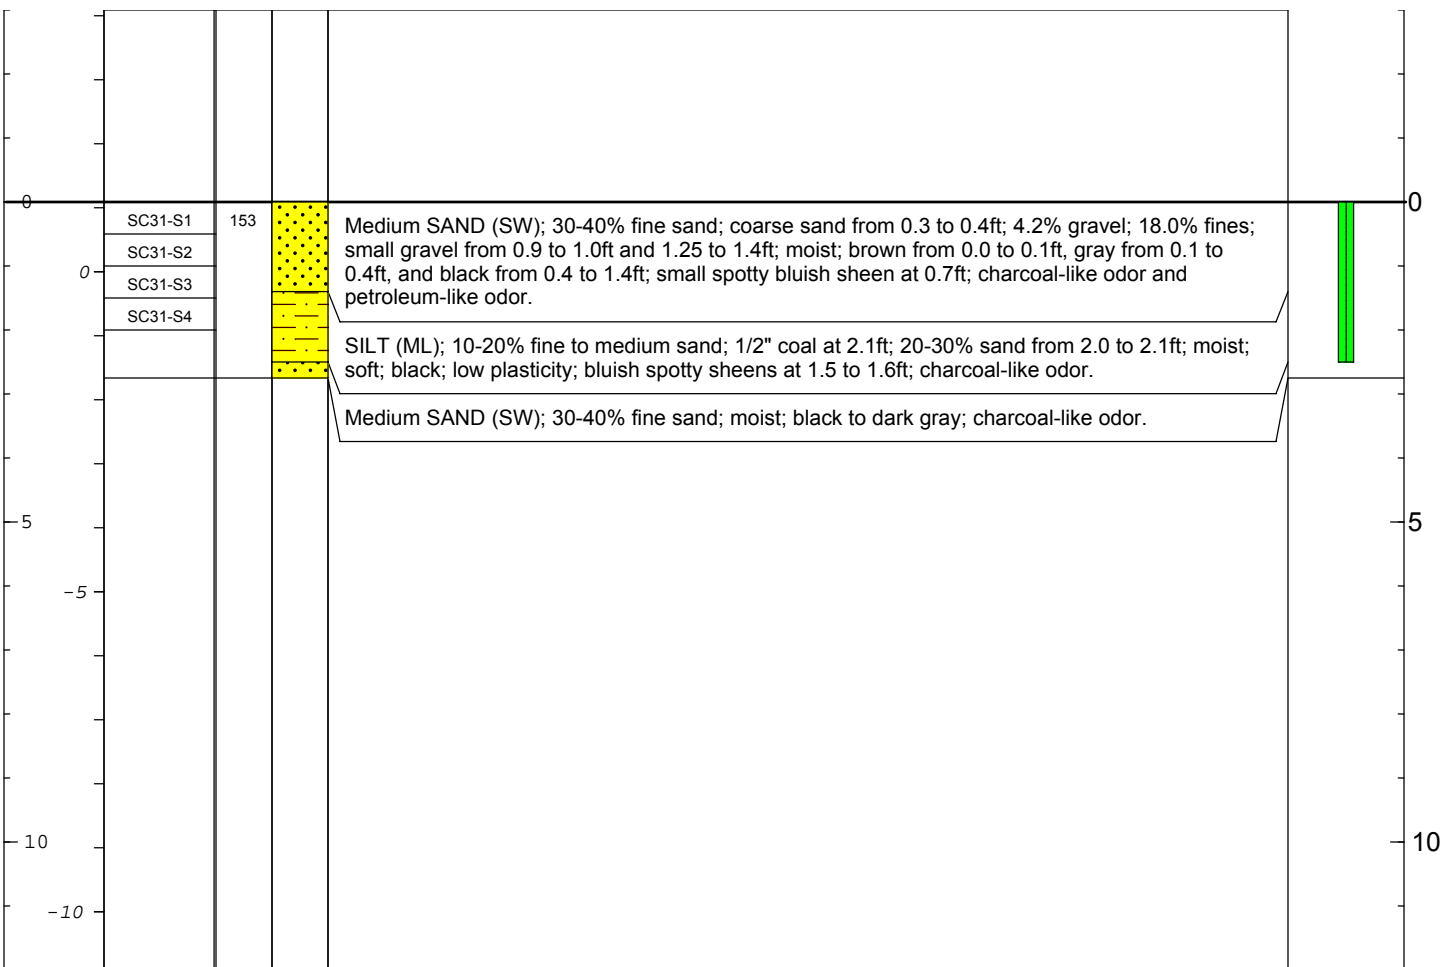 0
0
SC31-S1
153
Medium SAND (SW); 30-40% fine sand; coarse sand from 0.3 to 0.4ft; 4.2% gravel; 18.0% fines;
small gravel from 0.9 to 1.0ft and 1.25 to 1.4ft; moist; brown from 0.0 to 0.1ft, gray from 0.1 to
0.4ft, and black from 0.4 to 1.4ft; small spotty bluish sheen at 0.7ft; charcoal-like odor and
petroleum-like odor.
SC31-S2
0
SC31-S3
SC31-S4
SILT (ML); 10-20% fine to medium sand; 1/2" coal at 2.1ft; 20-30% sand from 2.0 to 2.1ft; moist;
soft; black; low plasticity; bluish spotty sheens at 1.5 to 1.6ft; charcoal-like odor.
Medium SAND (SW); 30-40% fine sand; moist; black to dark gray; charcoal-like odor.
5
5
-5
10
10
-10